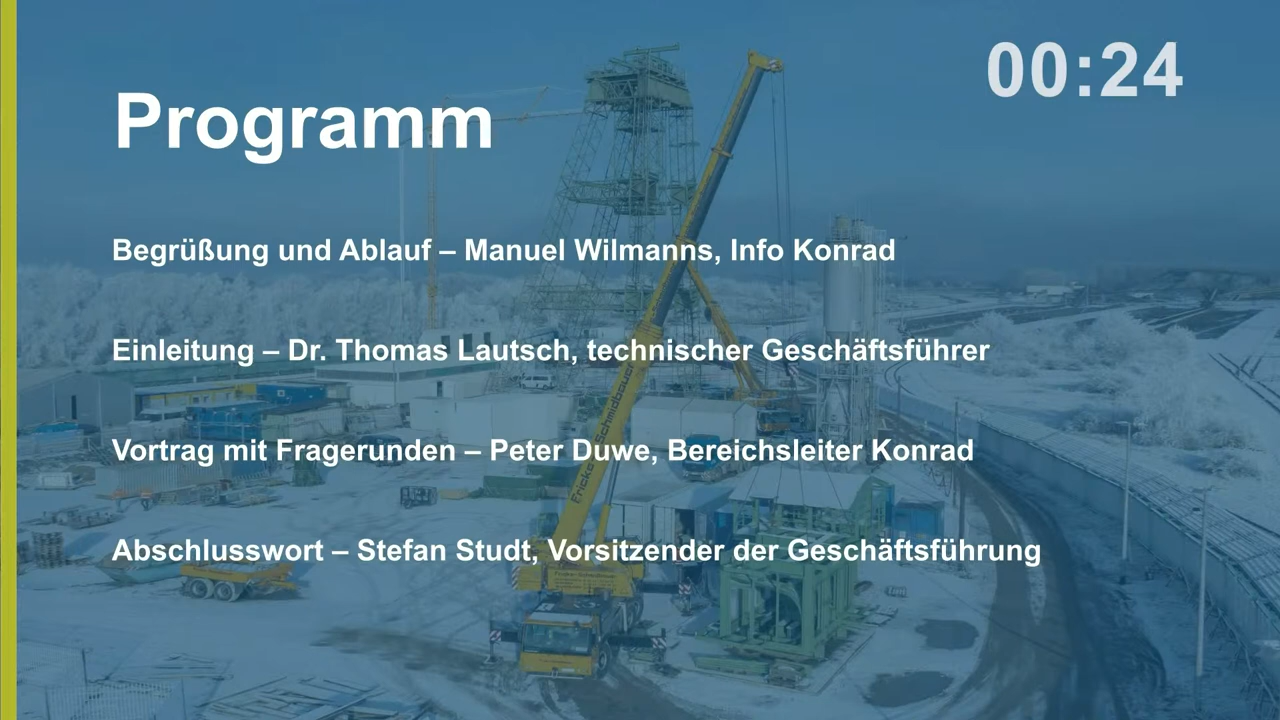 00:24
Programm
Begrüßung und Ablauf – Manuel Wilmanns, Info Konrad
Einleitung – Dr. Thomas Lautsch, technischer Geschäftsführer
Vortrag mit Fragerunden – Peter Duwe, Bereichsleiter Konrad
Abschlusswort – Stefan Studt, Vorsitzender der Geschäftsführung